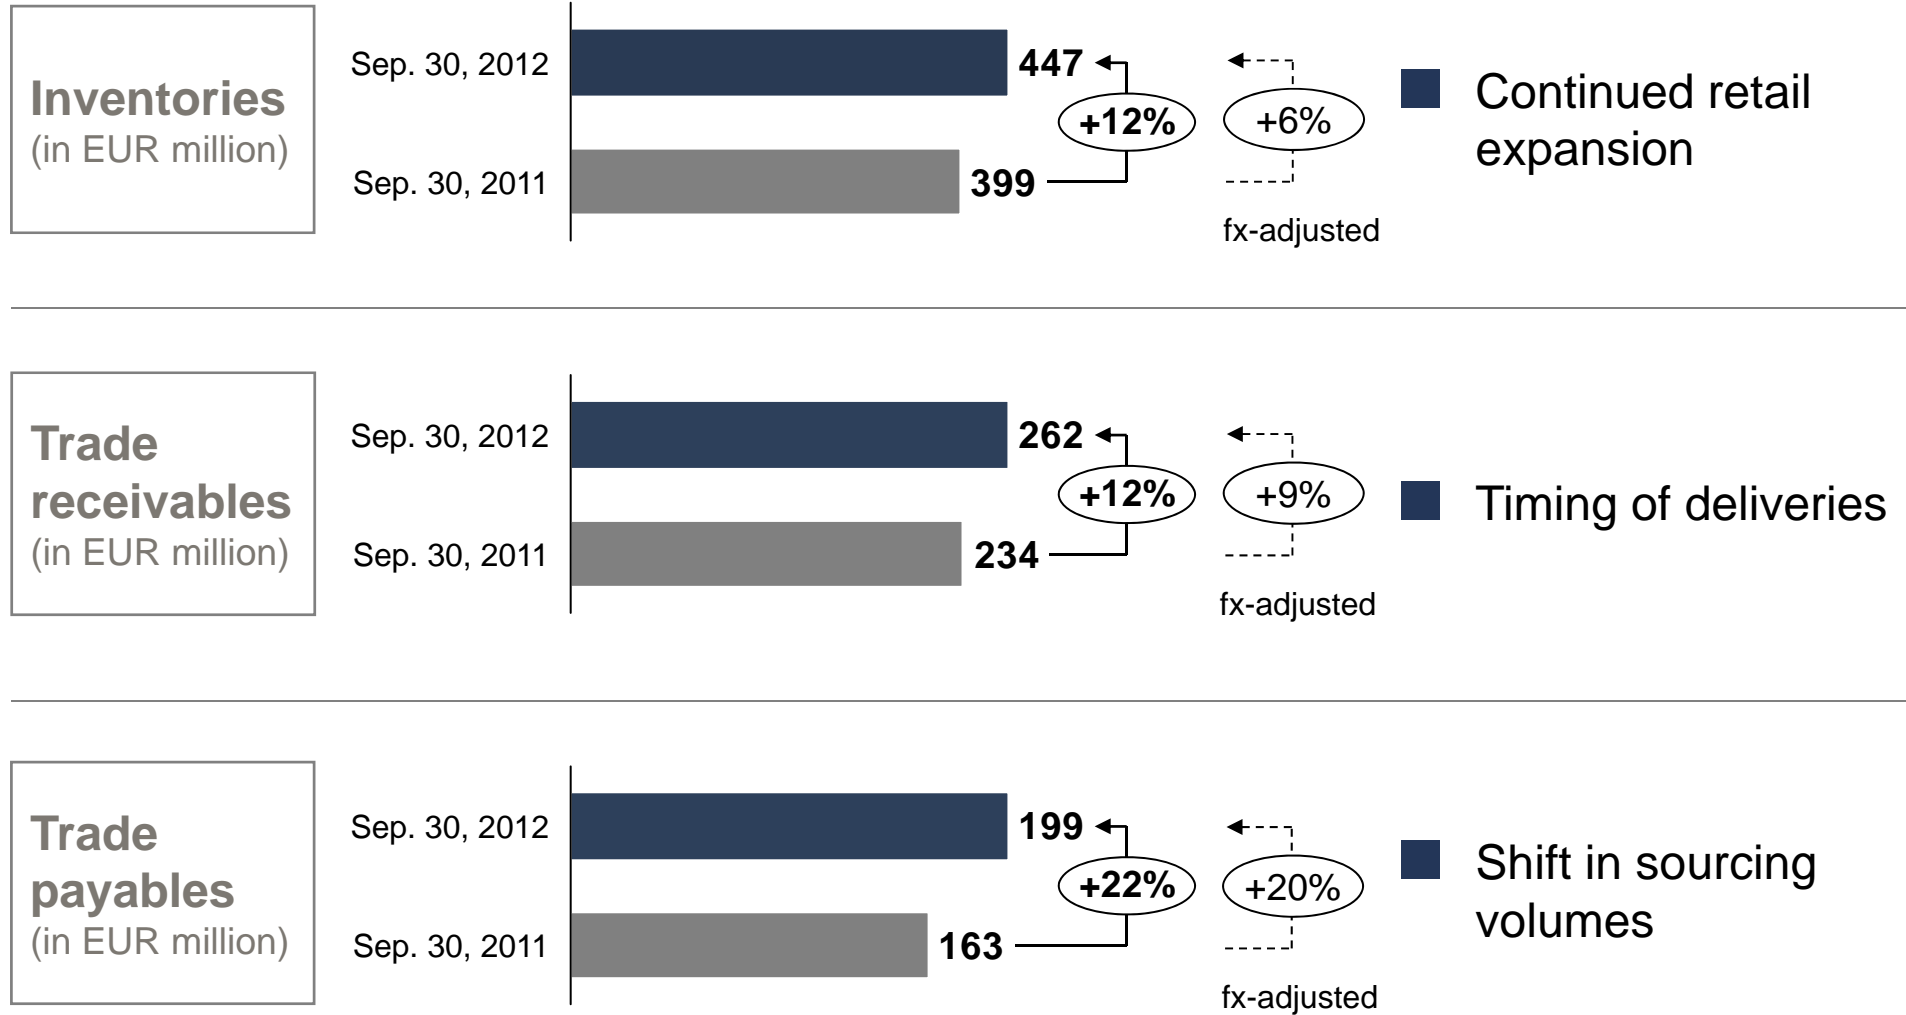 Inventories
(in EUR million)
Sep. 30, 2012
447
+12%
+6%
Sep. 30, 2011
399
fx-adjusted
Continued retail
expansion
Trade
receivables
(in EUR million)
Sep. 30, 2012
262
+12%
+9%
Sep. 30, 2011
234
fx-adjusted
Timing of deliveries
Trade
payables
(in EUR million)
Sep. 30, 2012
199
+22%
+20%
Sep. 30, 2011
163
fx-adjusted
Shift in sourcing
volumes